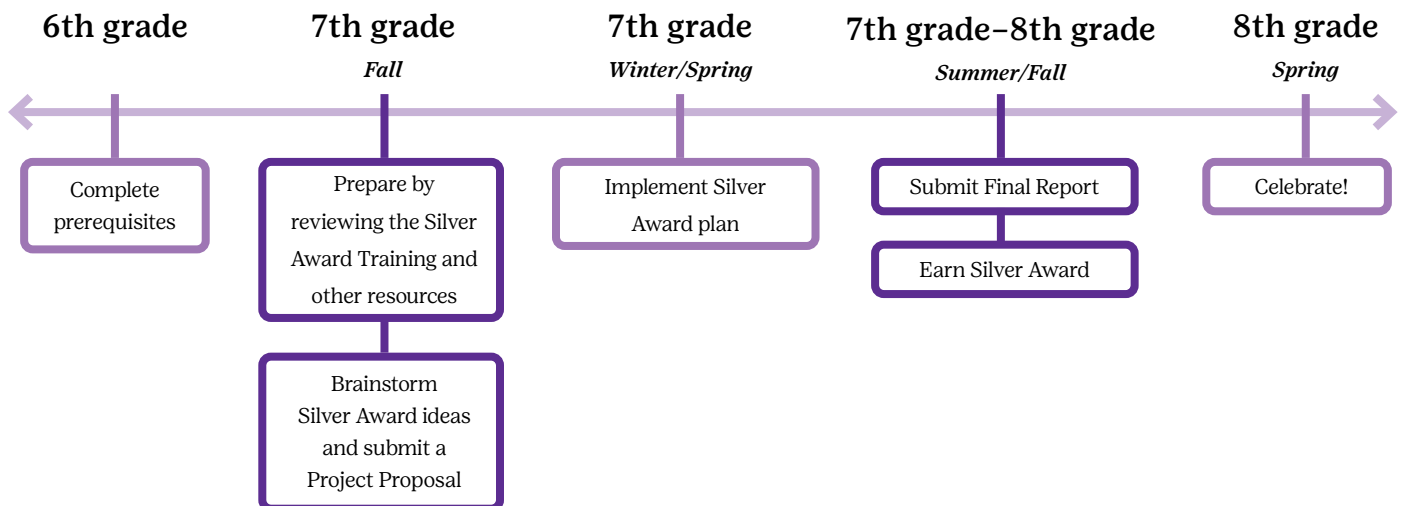 6th grade
7th grade
Fall
7th grade
Winter/Spring
7th grade–8th grade
Summer/Fall
8th grade
Spring
Complete
prerequisites
Prepare by
reviewing the Silver
Award Training and
other resources
Brainstorm
Silver Award ideas
and submit a
Project Proposal
Implement Silver
Award plan
Submit Final Report
Earn Silver Award
Celebrate!